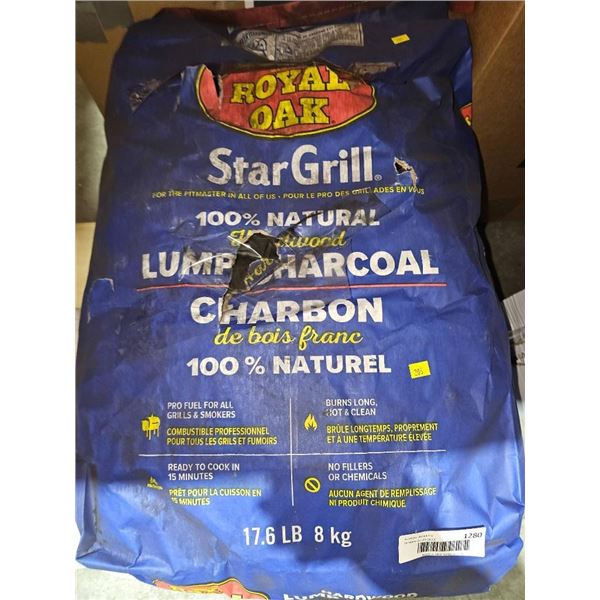 ROYAL
OAK
StarGrill®
FOR THE PITMASTER IN ALL OF US • POUR LE PRO DES GRILLADES EN VOUS
100% NATURAL
Hardwood
LUMP CHARCOAL
CHARBON
de bois franc
100 % NATUREL
395
PRO FUEL FOR ALL
GRILLS & SMOKERS
COMBUSTIBLE PROFESSIONNEL
POUR TOUS LES GRILS ET FUMOIRS
BURNS LONG,
HOT & CLEAN
BRÛLE LONGTEMPS, PROPREMENT
ET À UNE TEMPÉRATURE ÉLEVÉE
READY TO COOK IN
15 MINUTES
PRÊT POUR LA CUISSON EN
15 MINUTES
NO FILLERS
OR CHEMICALS
AUCUN AGENT DE REMPLISSAGE
NI PRODUIT CHIMIQUE
17.6 LB 8 kg
1280
ROYAL
OAK